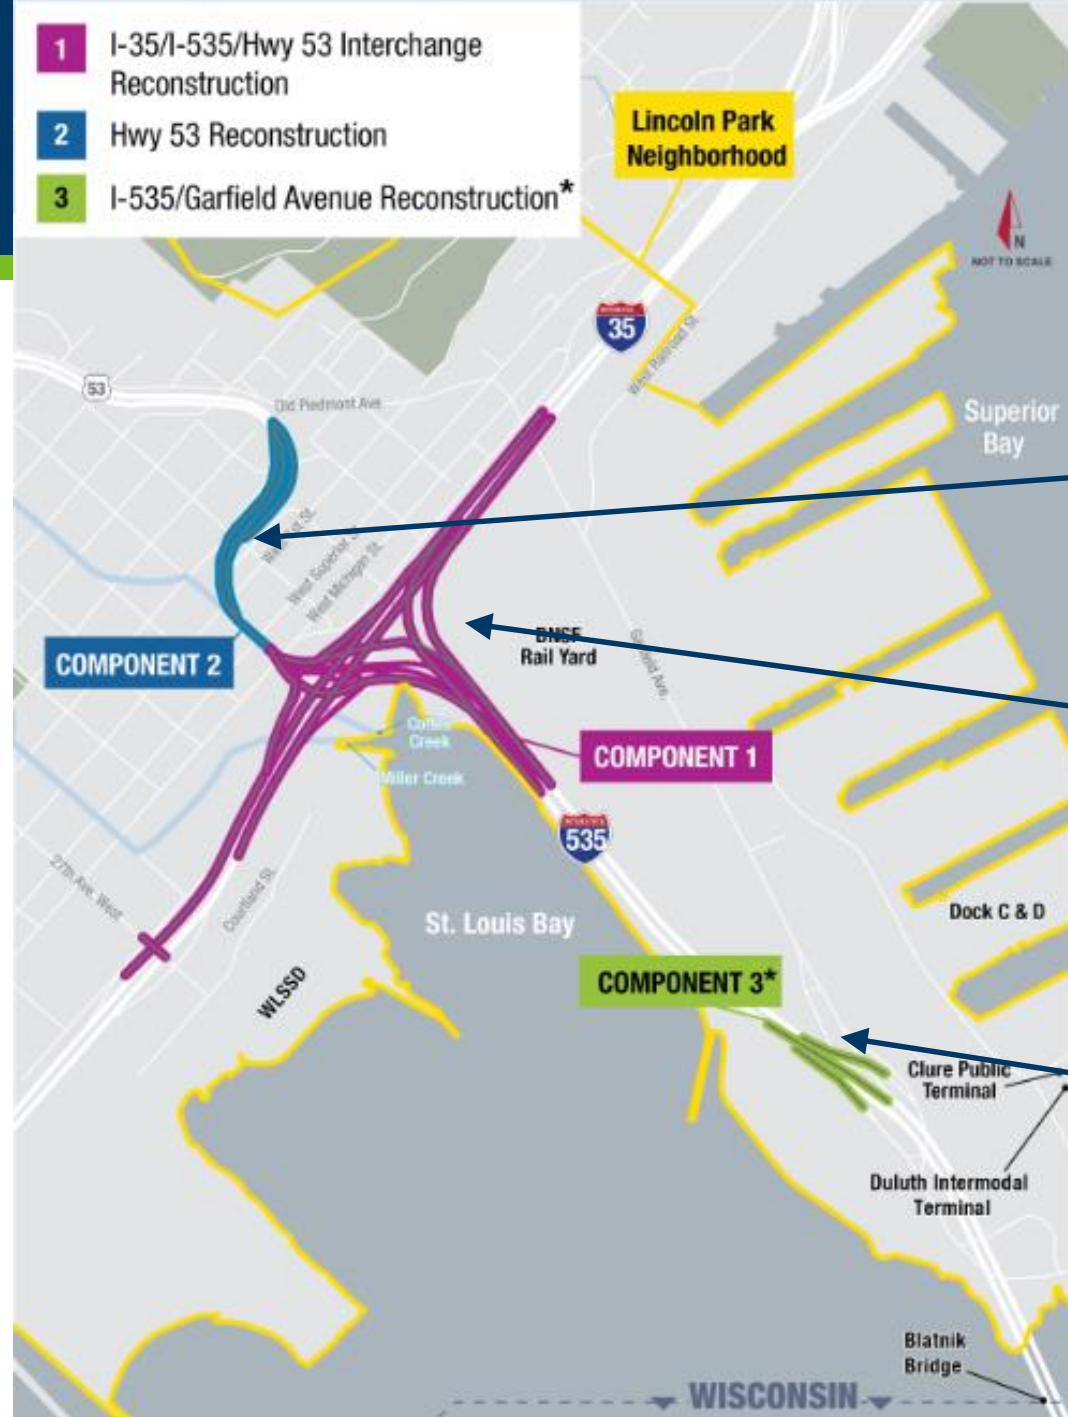 1 I-35/I-535/Hwy 53 Interchange
Reconstruction
2 Hwy 53 Reconstruction
3 I-535/Garfield Avenue Reconstruction*
Lincoln Park
Neighborhood
N
NOT TO SCALE
35
West Railroad St.
53
Old Piedmont Ave
Superior
Bay
West Superior
West Michigan St.
COMPONENT 2
BNSF
Rail Yard
Garfield Ave.
Coffee
Creek
Miller Creek
COMPONENT 1
535
27th Ave. West
Courtland St.
St. Louis Bay
Dock C & D
WLSSD
COMPONENT 3*
Clure Public
Terminal
Duluth Intermodal
Terminal
Blatnik
Bridge
WISCONSIN